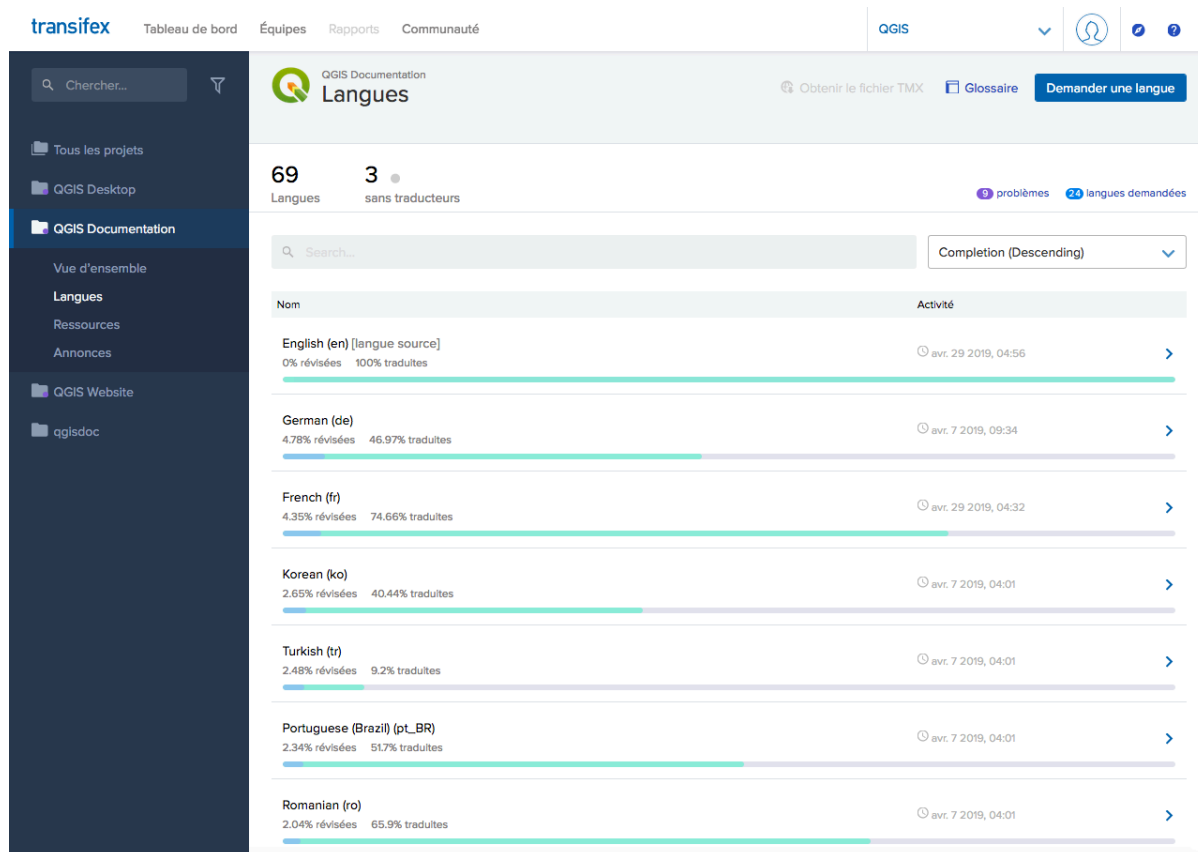 transifex Tableau de bord Équipes Rapports Communauté QGIS
Chercher...
Tous les projets
QGIS Desktop
QGIS Documentation
Vue d'ensemble
Langues
Ressources
Annonces
QGIS Website
qgisdoc
QGIS Documentation
Langues
Obtenir le fichier TMX Glossaire Demander une langue
69 3
Langues sans traducteurs
9 problèmes 24 langues demandées
Search... Completion (Descending)
Nom Activité
English (en) [langue source]
0% révisées 100% traduites
avr. 29 2019, 04:56
German (de)
4.78% révisées 46.97% traduites
avr. 7 2019, 09:34
French (fr)
4.35% révisées 74.66% traduites
avr. 29 2019, 04:32
Korean (ko)
2.65% révisées 40.44% traduites
avr. 7 2019, 04:01
Turkish (tr)
2.48% révisées 9.2% traduites
avr. 7 2019, 04:01
Portuguese (Brazil) (pt_BR)
2.34% révisées 51.7% traduites
avr. 7 2019, 04:01
Romanian (ro)
2.04% révisées 65.9% traduites
avr. 7 2019, 04:01